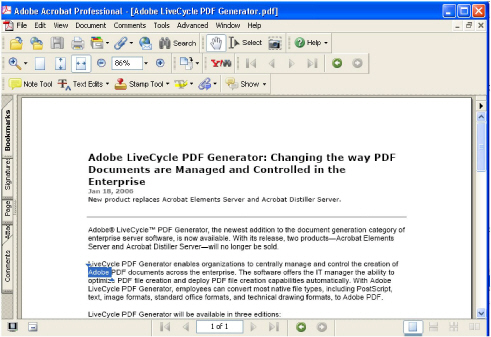 Adobe Acrobat Professional - [Adobe LiveCycle PDF Generator.pdf]
File Edit View Document Comments Tools Advanced Window Help
Search Select Help
86%
Note Tool Text Edits Stamp Tool Show
Bookmarks
Signature
Page
Atta
Comments
Adobe LiveCycle PDF Generator: Changing the way PDF
Documents are Managed and Controlled in the
Enterprise
Jan 18, 2006
New product replaces Acrobat Elements Server and Acrobat Distiller Server.
Adobe® LiveCycle™ PDF Generator, the newest addition to the document generation category of
enterprise server software, is now available. With its release, two products—Acrobat Elements
Server and Acrobat Distiller Server—will no longer be sold.
LiveCycle PDF Generator enables organizations to centrally manage and control the creation of
Adobe PDF documents across the enterprise. The software offers the IT manager the ability to
optimize PDF file creation and deploy PDF file creation capabilities automatically. With Adobe
LiveCycle PDF Generator, employees can convert most native file types, including PostScript,
text, image formats, standard office formats, and technical drawing formats, to Adobe PDF.
LiveCycle PDF Generator will be available in three editions:
1 of 1